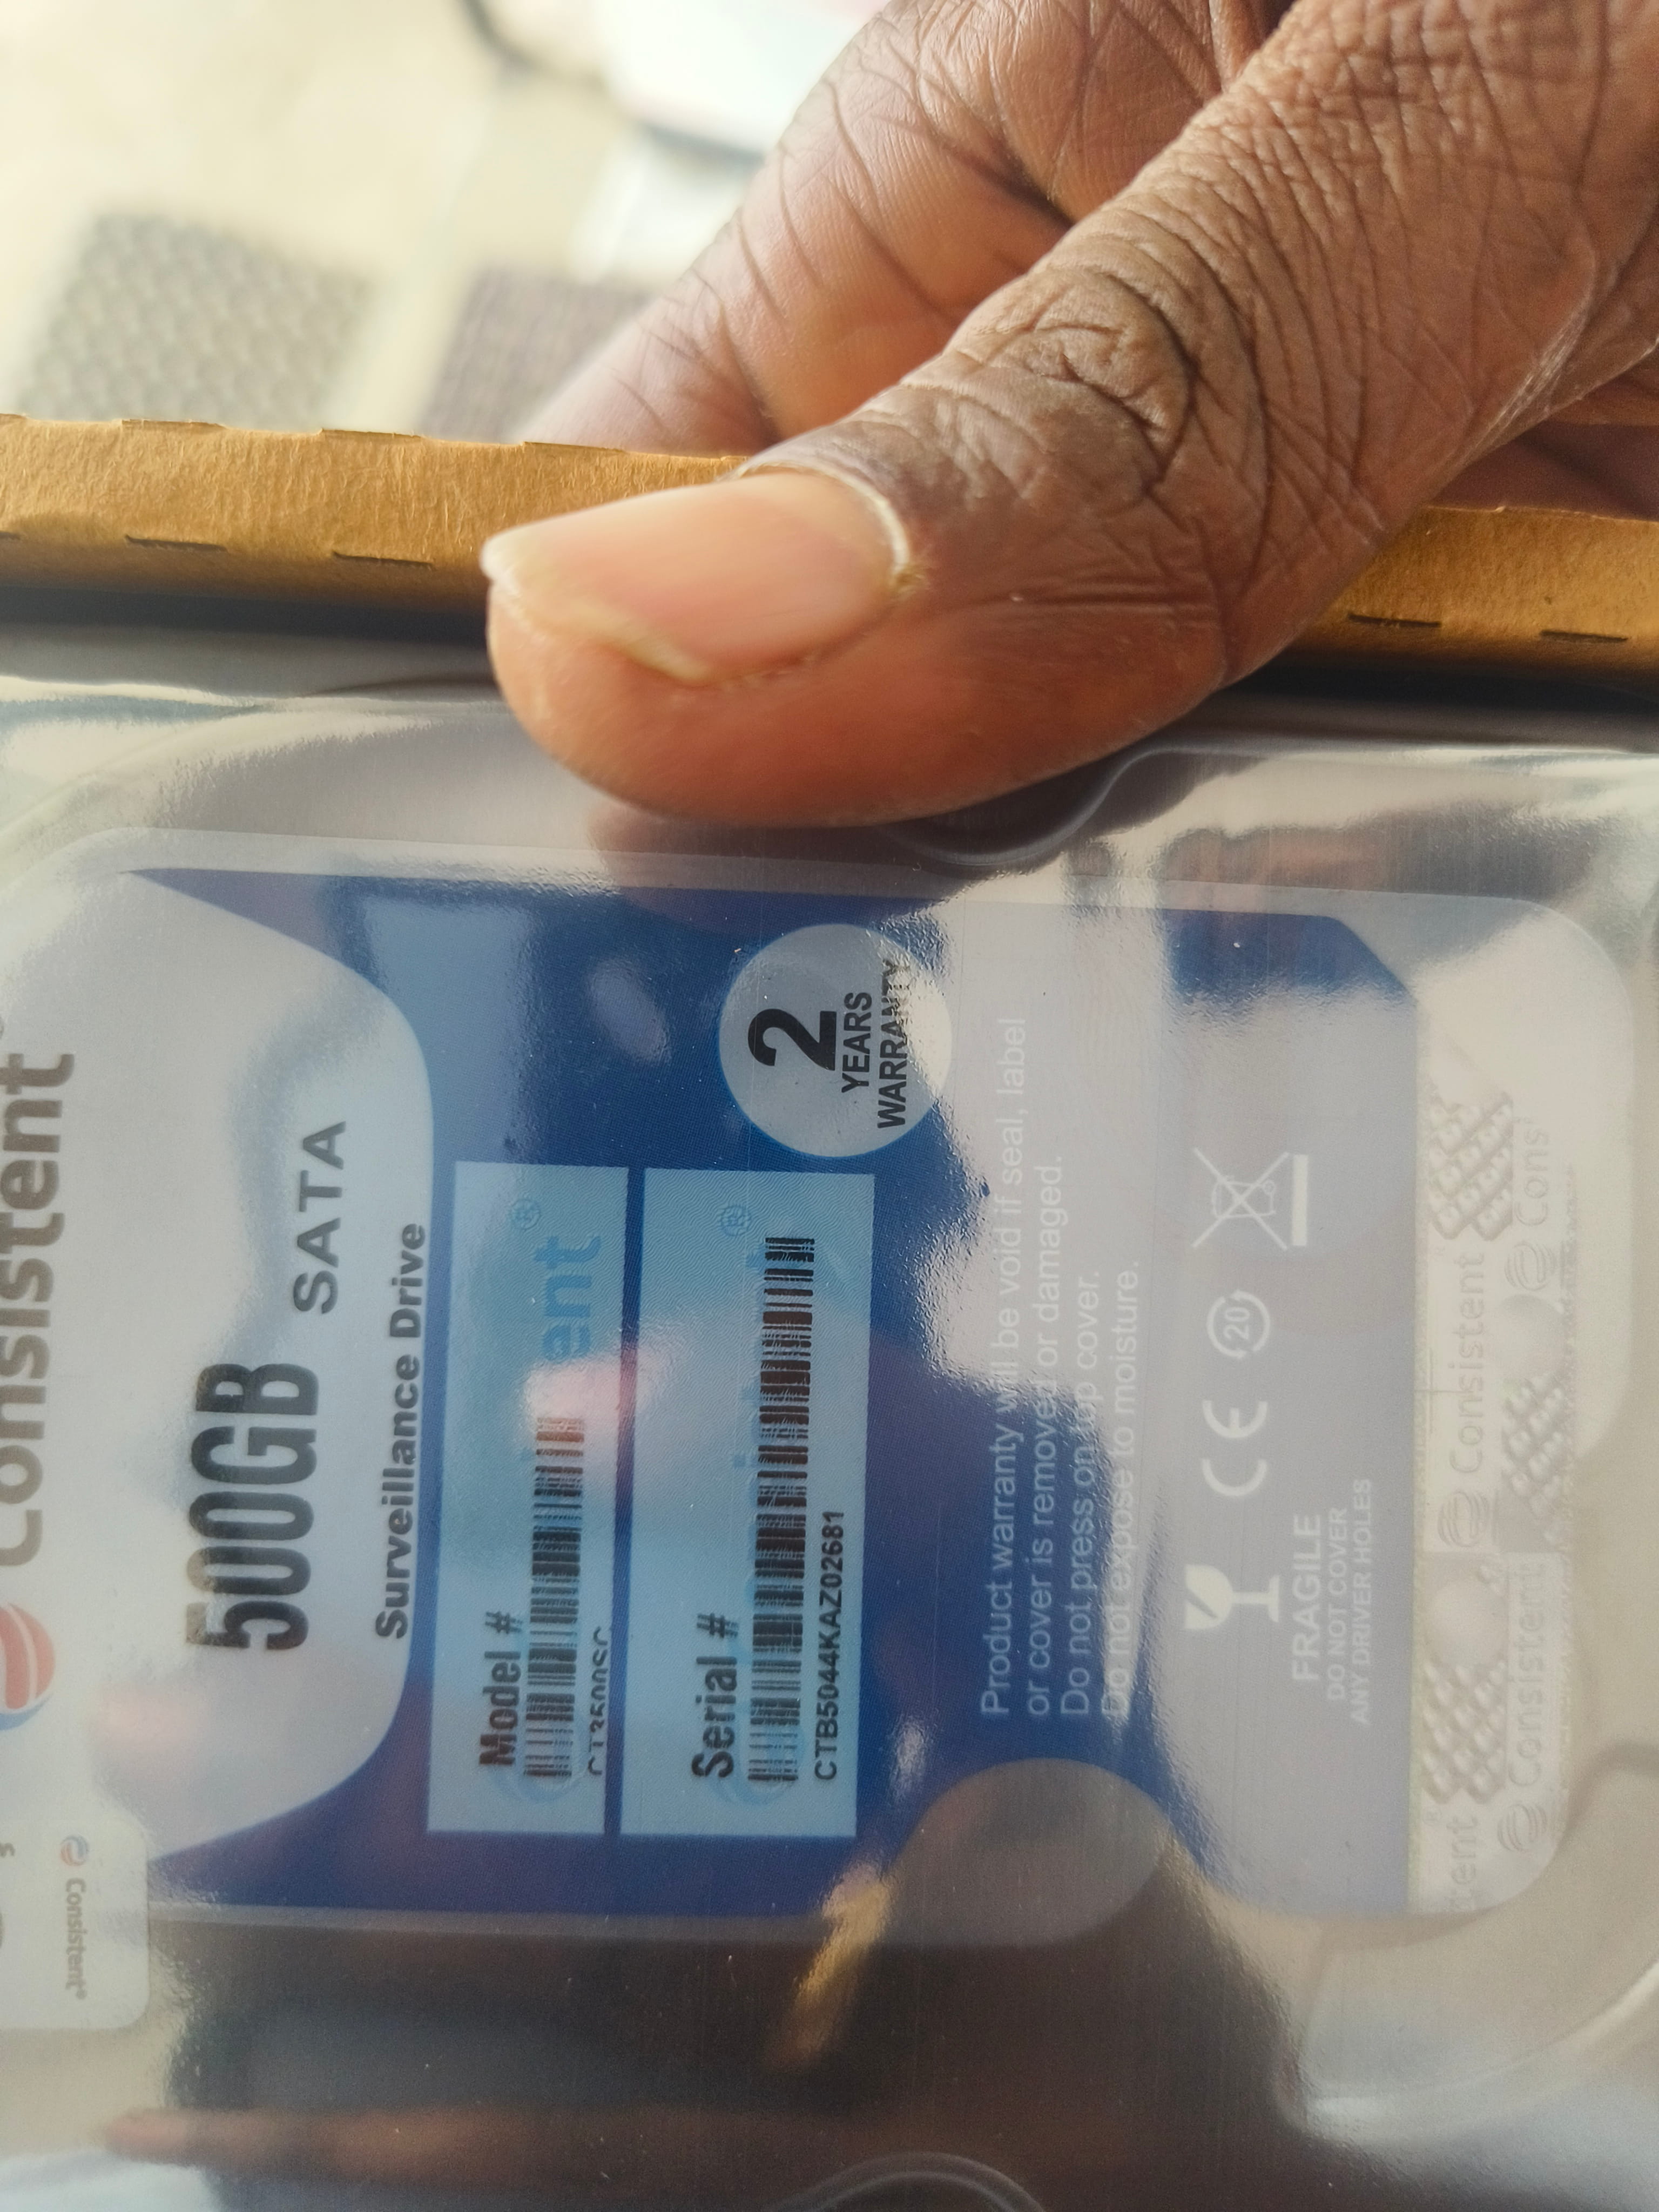 Consistent
500GB SATA
Surveillance Drive
Model #
Serial #
CTB5044KAZ02681
2
YEARS
WARRANTY
Product warranty will be void if seal, label
or cover is removed or damaged.
Do not press on top cover.
Do not expose to moisture.
20
CE
FRAGILE
DO NOT COVER
ANY DRIVER HOLES
Consistent
Consistent
Consistent